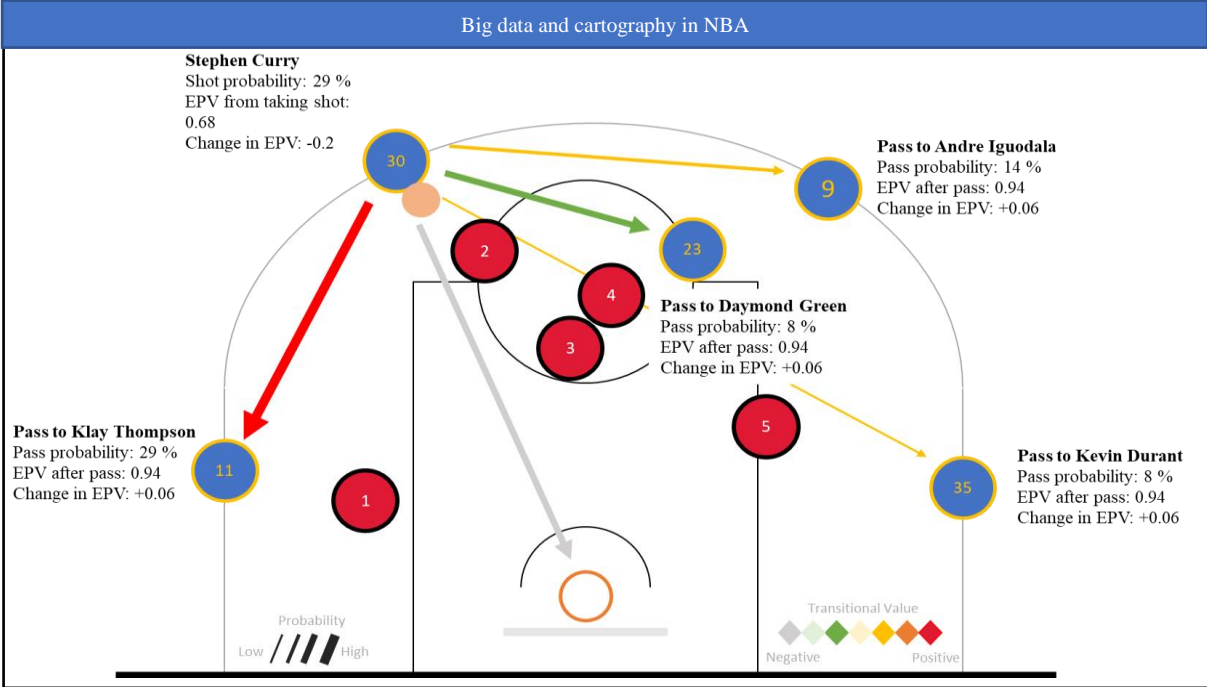 Big data and cartography in NBA
Stephen Curry
Shot probability: 29 %
EPV from taking shot:
0.68
Change in EPV: -0.2
30
Pass to Andre Iguodala
Pass probability: 14 %
EPV after pass: 0.94
Change in EPV: +0.06
9
2
23
4
3
Pass to Daymond Green
Pass probability: 8 %
EPV after pass: 0.94
Change in EPV: +0.06
5
Pass to Klay Thompson
Pass probability: 29 %
EPV after pass: 0.94
Change in EPV: +0.06
11
1
35
Pass to Kevin Durant
Pass probability: 8 %
EPV after pass: 0.94
Change in EPV: +0.06
Probability
Low High
Transitional Value
Negative Positive